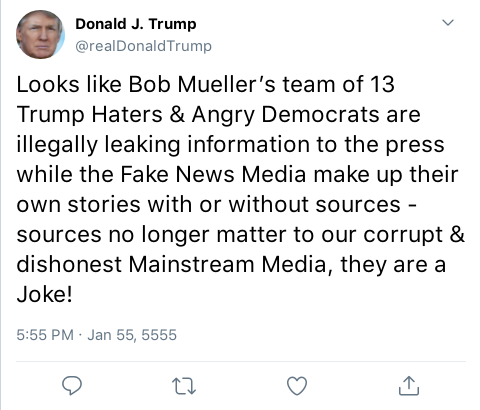 Donald J. Trump
@realDonaldTrump
Looks like Bob Mueller's team of 13
Trump Haters & Angry Democrats are
illegally leaking information to the press
while the Fake News Media make up their
own stories with or without sources -
sources no longer matter to our corrupt &
dishonest Mainstream Media, they are a
Joke!
5:55 PM · Jan 55, 5555